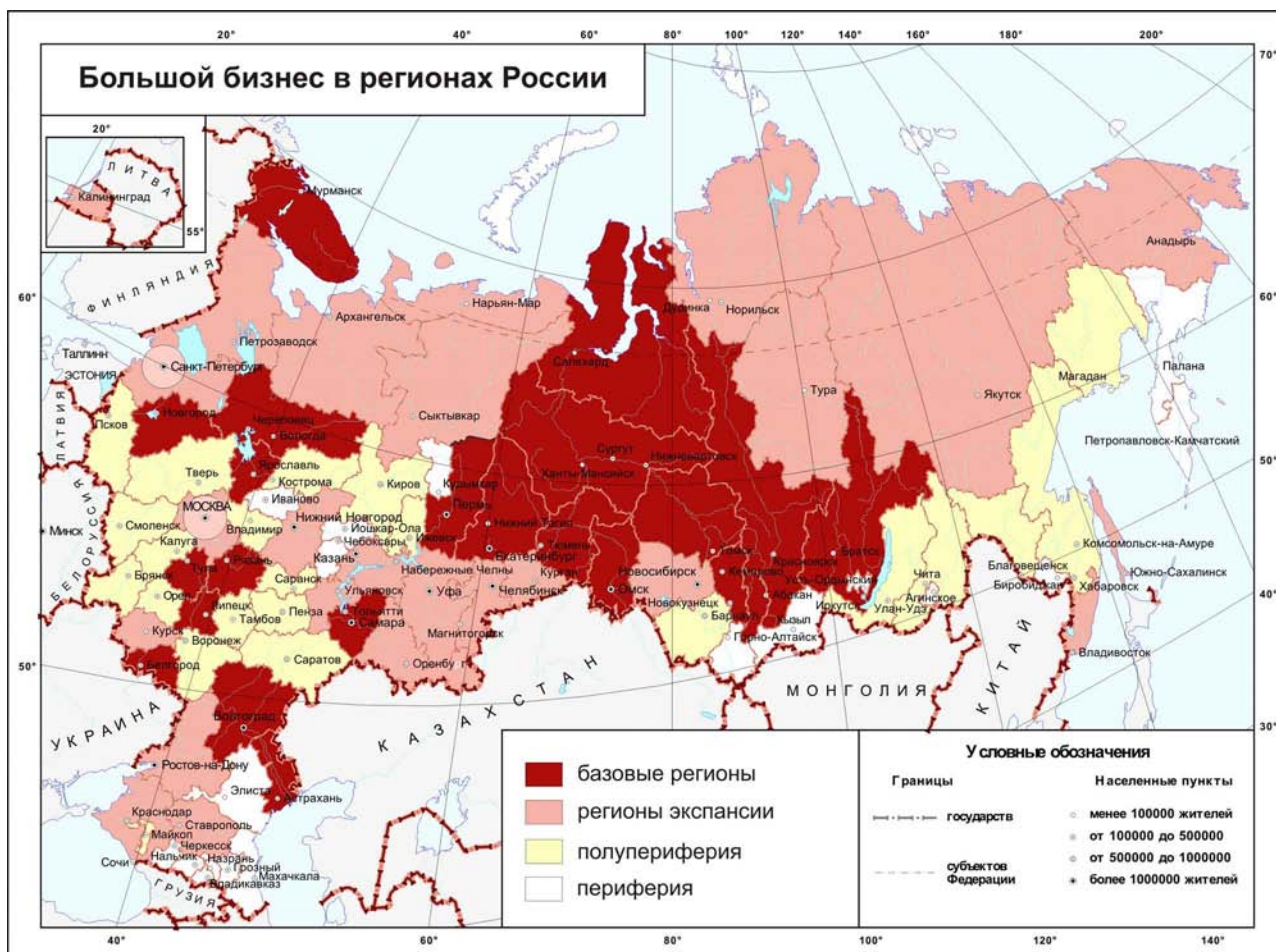 20°
40°
60°
80°
100°
120°
140°
160°
180°
200°
70°
Большой бизнес в регионах России
20°
ЛИТВА
Калининград
55°
Мурманск
Анадырь
ФИНЛЯНДИЯ
60°
60°
Нарьян-Мар
Дудинка
Норильск
Архангельск
Петрозаводск
Таллинн
ЭСТОНИЯ
Санкт-Петербург
Салехард
Палана
Магадан
Тура
Якутск
ЛАТВИЯ
Псков
Новгород
Череповец
Вологда
Сыктывкар
Петропавловск-Камчатский
50°
Сургут
Нижневартовск
Ханты-Мансийск
Ярославль
Тверь
Кострома
Киров
Кудымкар
Иваново
Пермь
МОСКВА
Минск
БЕЛОРУССИЯ
Смоленск
Владимир
Нижний Новгород
Йошкар-Ола
Ижевск
Нижний Тагил
Калуга
Чебоксары
Казань
Екатеринбург
Тюмень
Томск
Красноярск
Братск
Комсомольск-на-Амуре
Тула
Рязань
Набережные Челны
Курган
Новосибирск
Кемерово
Усть-Ордынский
Чита
Благовещенск
Биробиджан
Хабаровск
Южно-Сахалинск
Брянск
Саранск
Ульяновск
Уфа
Челябинск
Омск
Абакан
Агинское
40°
Орел
Липецк
Пенза
Тольятти
Самара
Новокузнецк
Иркутск
Улан-Удэ
Тамбов
Барнаул
Кызыл
Курск
Воронеж
Магнитогорск
Горно-Алтайск
Владивосток
50°
Белгород
Саратов
Оренбург
КАЗАХСТАН
МОНГОЛИЯ
КИТАЙ
30°
УКРАИНА
Волгоград
Ростов-на-Дону
Элиста
Астрахань
Краснодар
Ставрополь
Майкоп
Черкесск
Сочи
Нальчик
Назрань
Грозный
Махачкала
Владикавказ
ГРУЗИЯ
базовые регионы
регионы экспансии
полупериферия
периферия
Условные обозначения
Границы
Населенные пункты
государств
субъектов
Федерации
менее 100000 жителей
от 100000 до 500000
от 500000 до 1000000
более 1000000 жителей
40°
60°
80°
100°
120°
140°